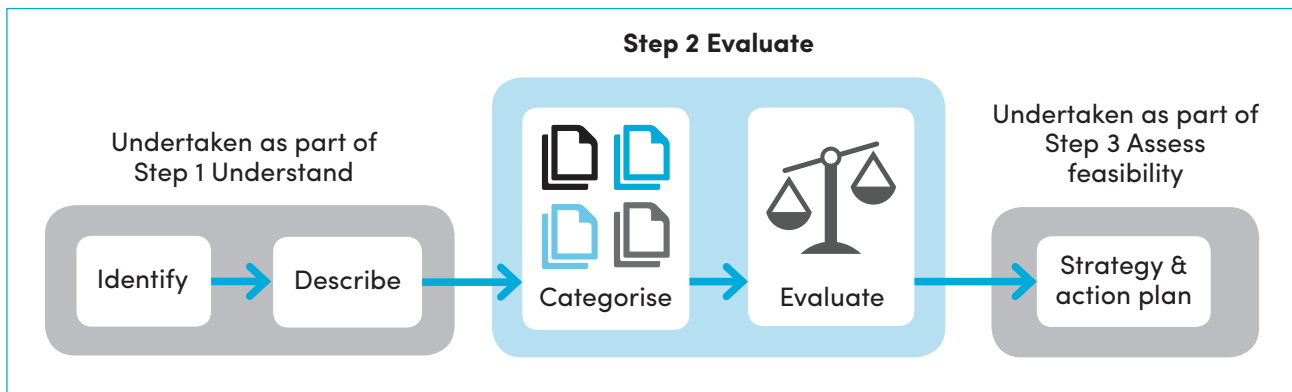 Step 2 Evaluate
Undertaken as part of
Step 1 Understand
Undertaken as part of
Step 3 Assess
feasibility
Identify
Describe
Categorise
Evaluate
Strategy &
action plan